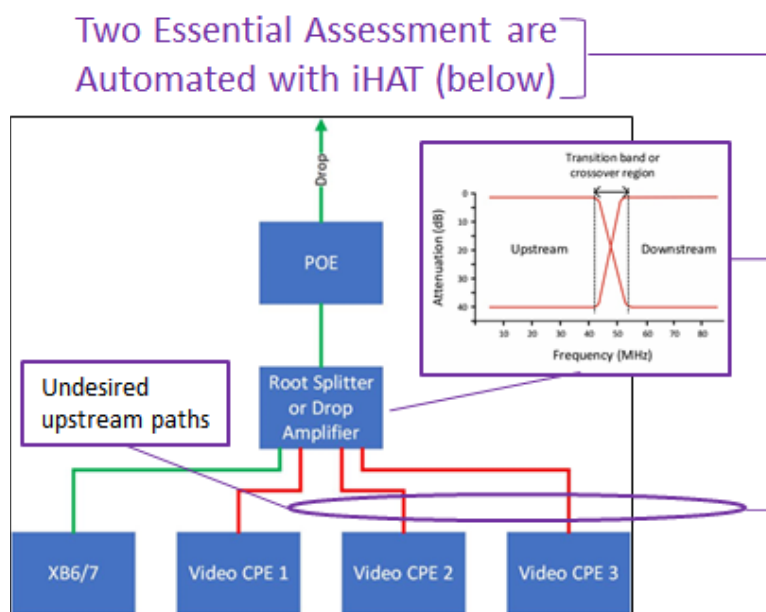 Two Essential Assessment are
Automated with iHAT (below)
Drop
POE
Transition band or
crossover region
Attenuation (dB)
0
10
20
30
40
Upstream
Downstream
10 20 30 40 50 60 70 80
Frequency (MHz)
Undesired
upstream paths
Root Splitter
or Drop
Amplifier
XB6/7
Video CPE 1
Video CPE 2
Video CPE 3